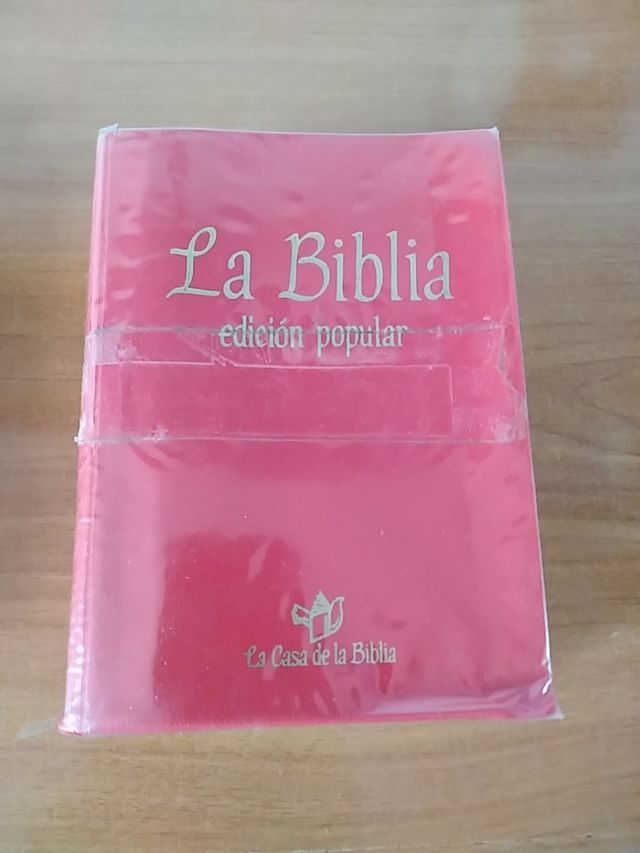 La Biblia
edición popular
La Casa de la Biblia